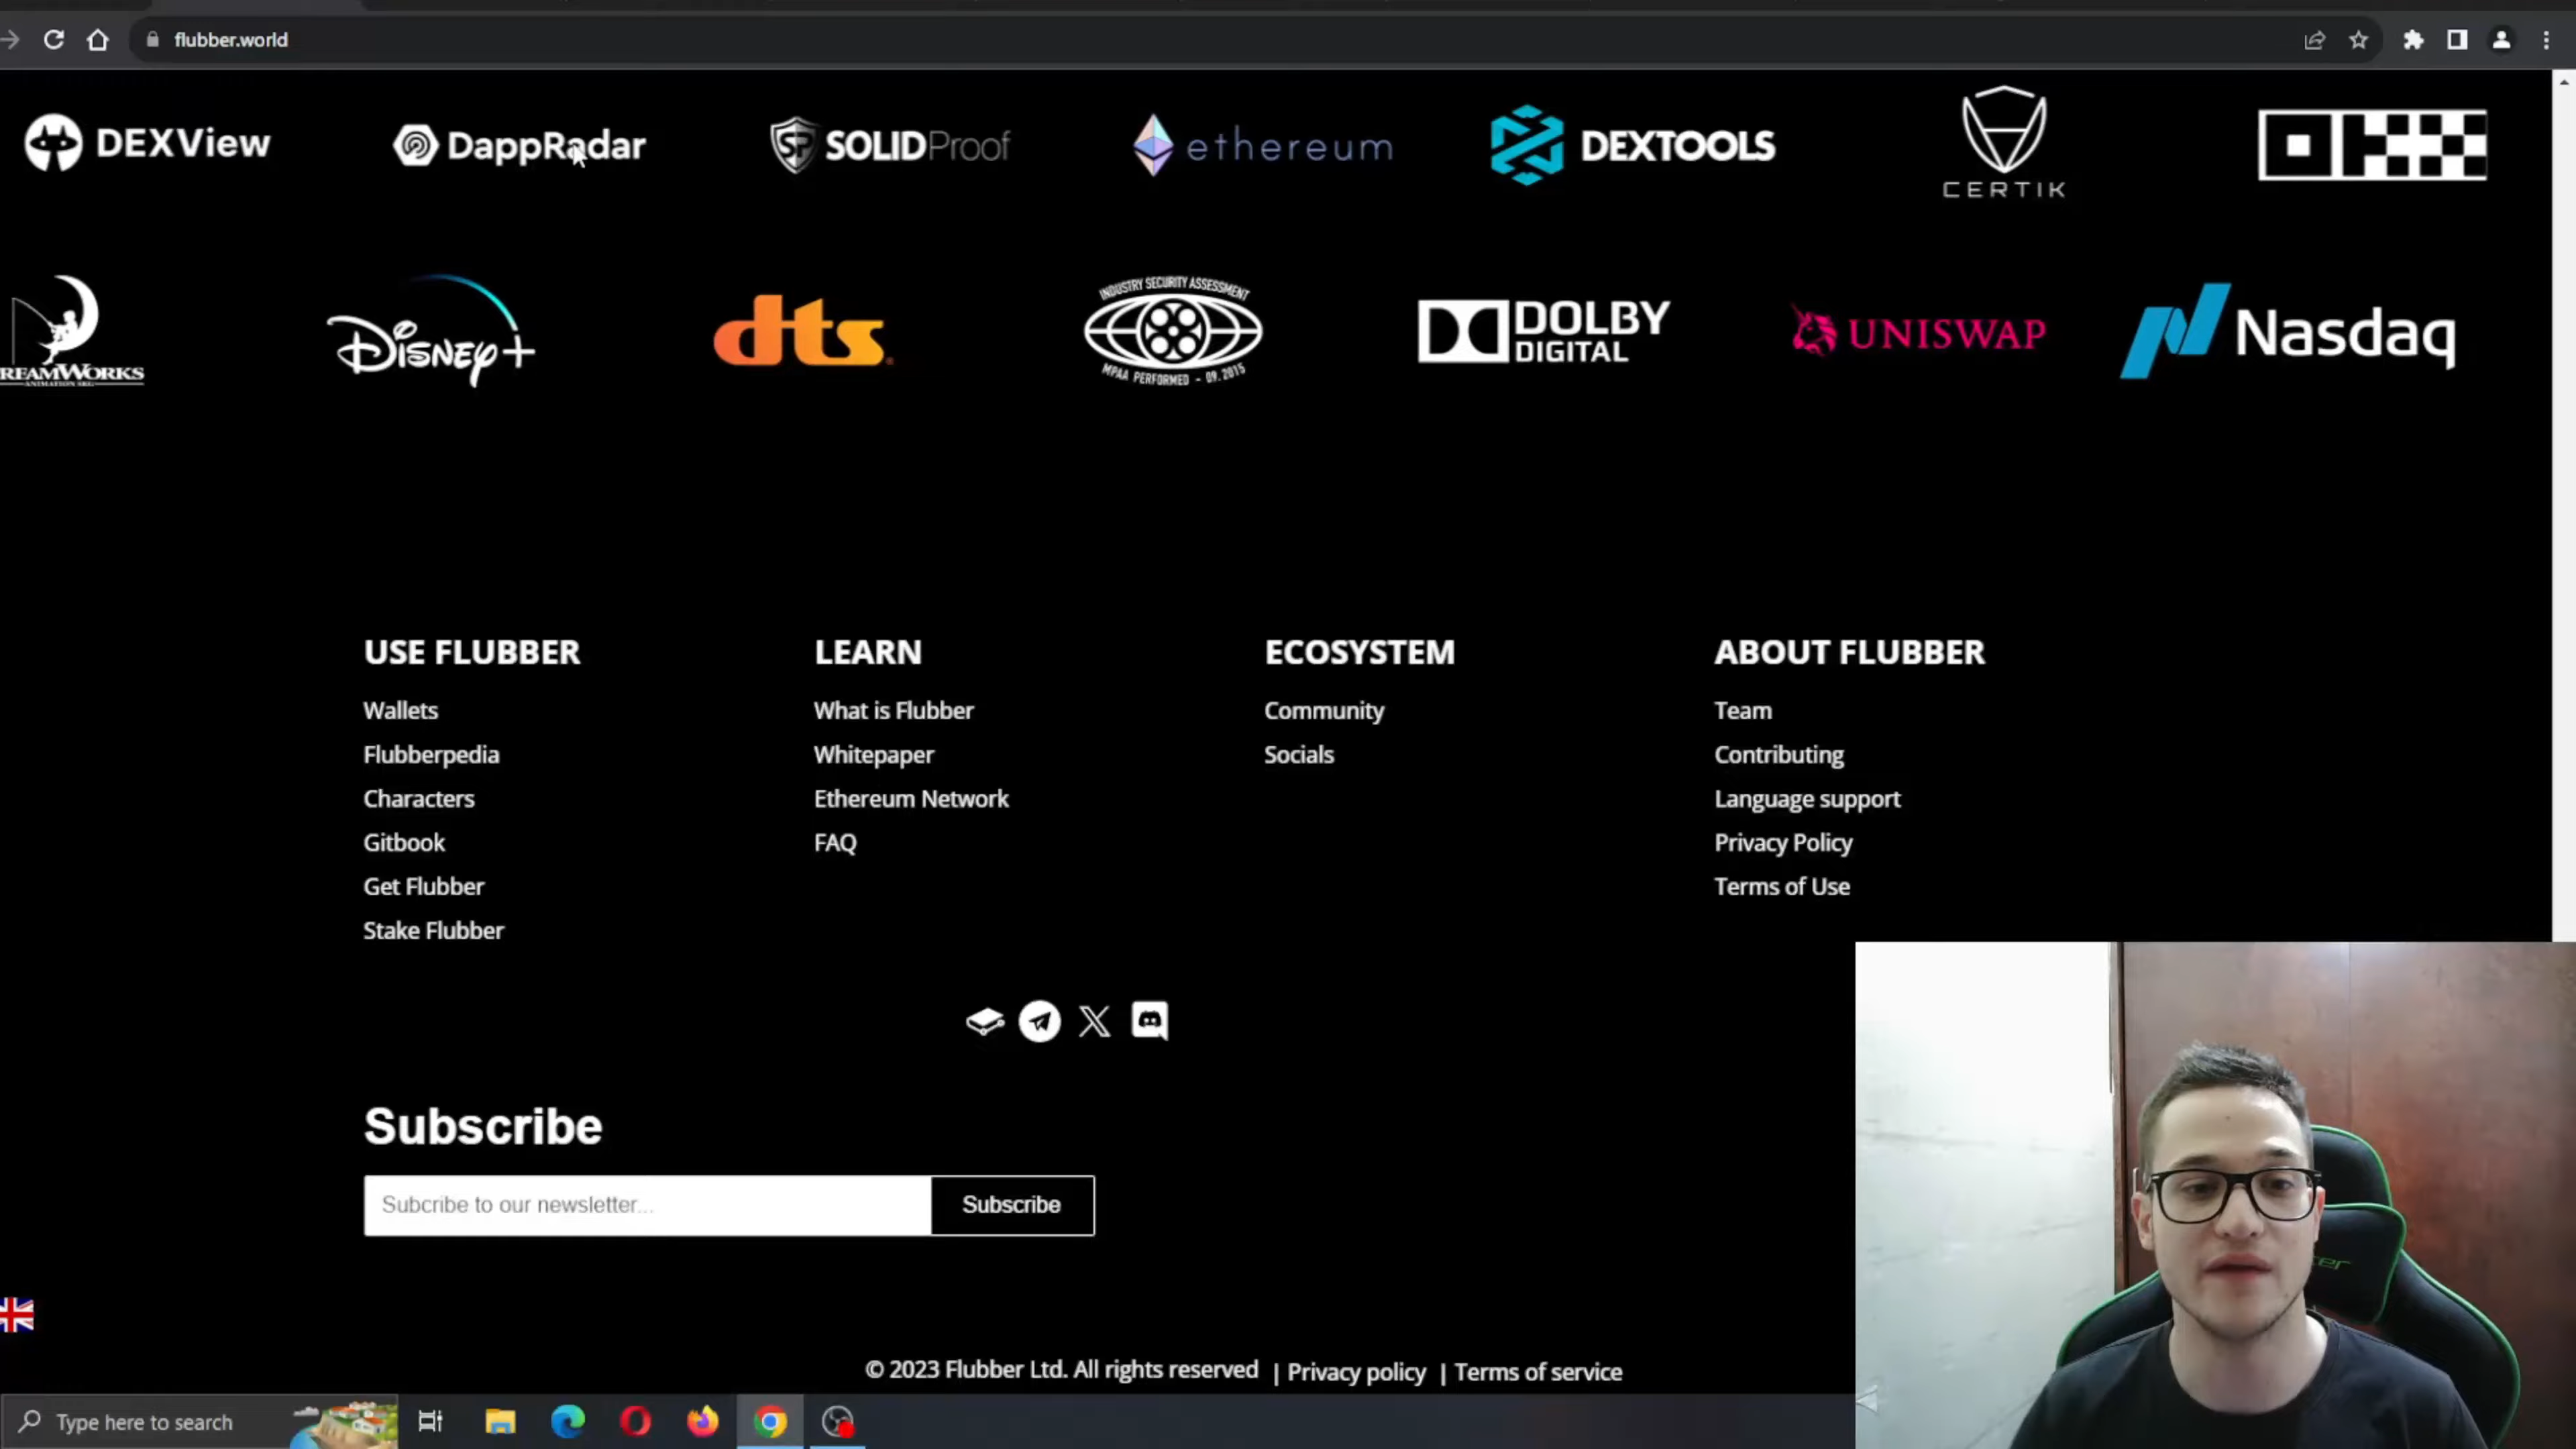 flubber.world
DEXView
DappRadar
SP SOLIDProof
ethereum
DEXTOOLS
CERTIK
REAMWORKS
ANIMATION SKG
Disney+
dts
INDUSTRY SECURITY ASSESSMENT
MPAA PERFORMED - 09.2015
DOLBY
DIGITAL
UNISWAP
Nasdaq
USE FLUBBER
Wallets
Flubberpedia
Characters
Gitbook
Get Flubber
Stake Flubber
LEARN
What is Flubber
Whitepaper
Ethereum Network
FAQ
ECOSYSTEM
Community
Socials
ABOUT FLUBBER
Team
Contributing
Language support
Privacy Policy
Terms of Use
Subscribe
Subcribe to our newsletter...
Subscribe
© 2023 Flubber Ltd. All rights reserved | Privacy policy | Terms of service
Type here to search